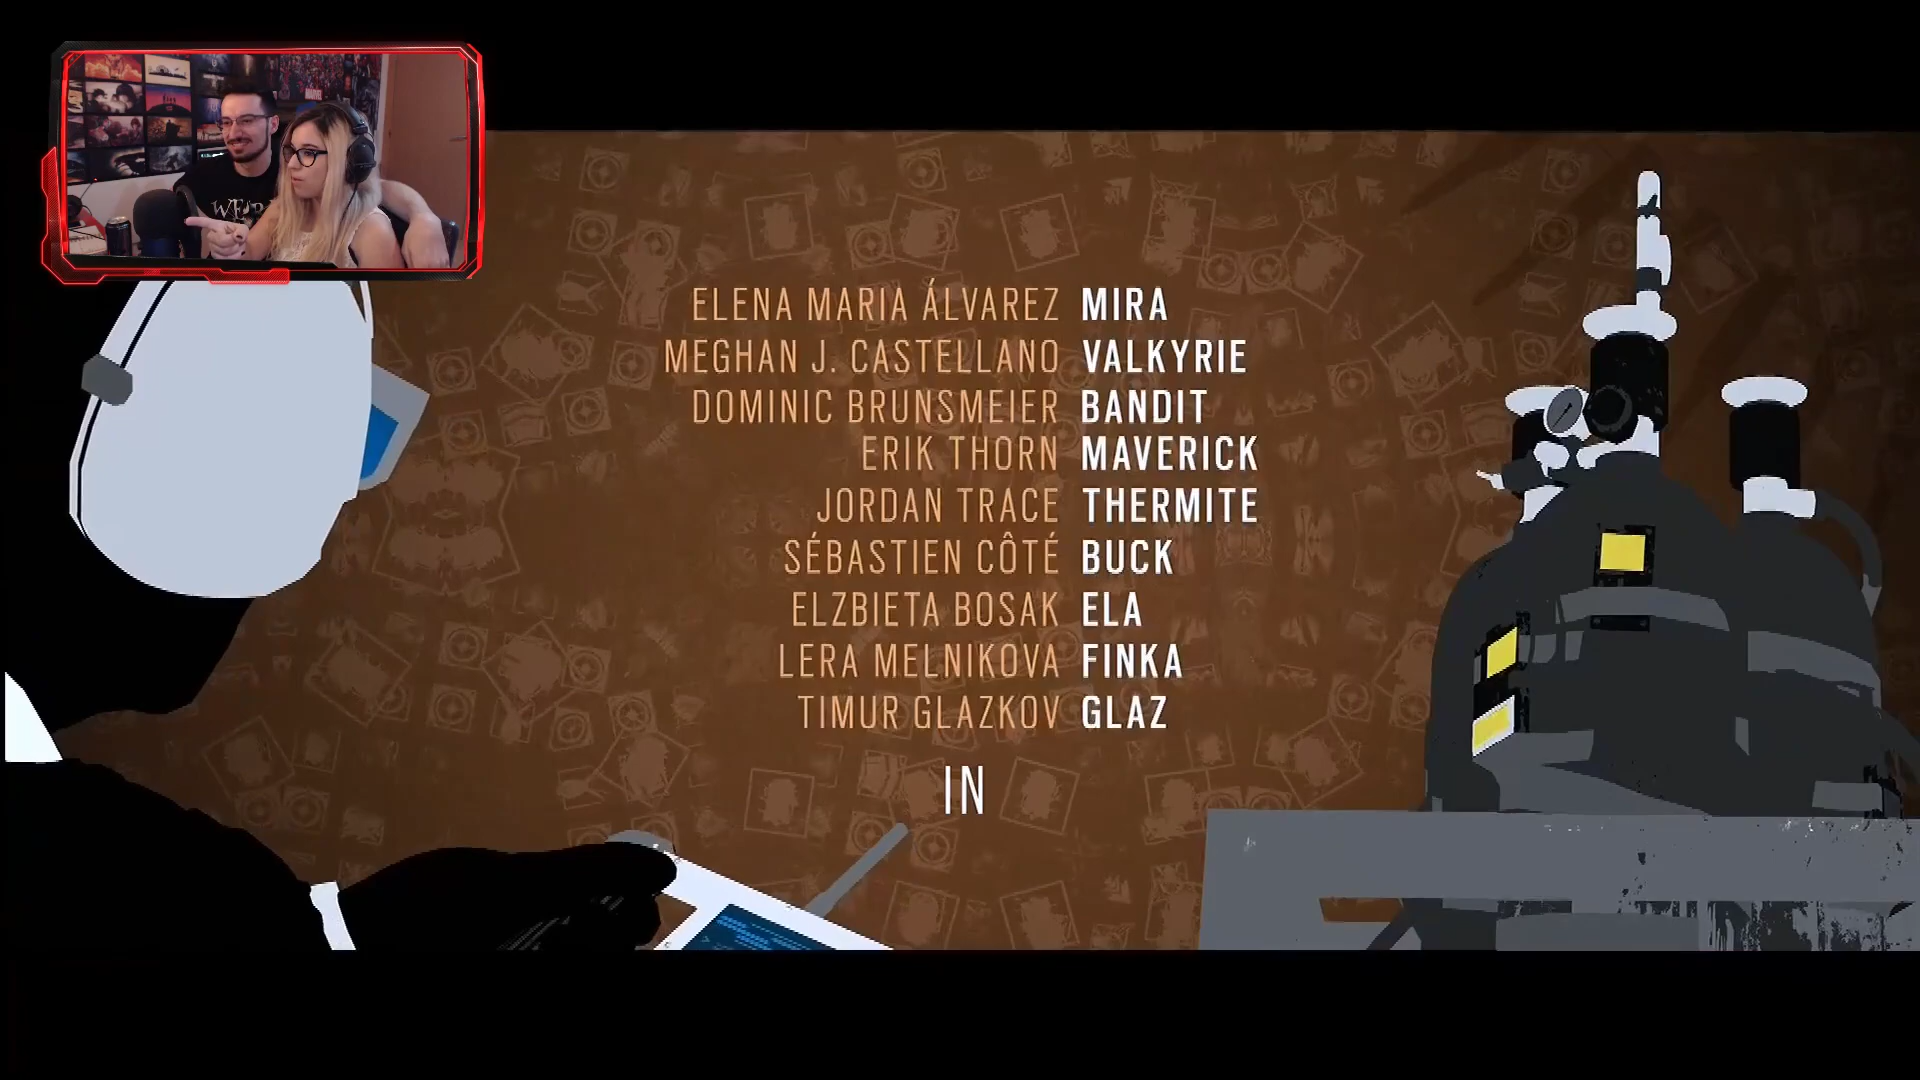 MARVEL
ELENA MARIA ÁLVAREZ MIRA
MEGHAN J. CASTELLANO VALKYRIE
DOMINIC BRUNSMEIER BANDIT
ERIK THORN MAVERICK
JORDAN TRACE THERMITE
SÉBASTIEN CÔTÉ BUCK
ELZBIETA BOSAK ELA
LERA MELNIKOVA FINKA
TIMUR GLAZKOV GLAZ
IN